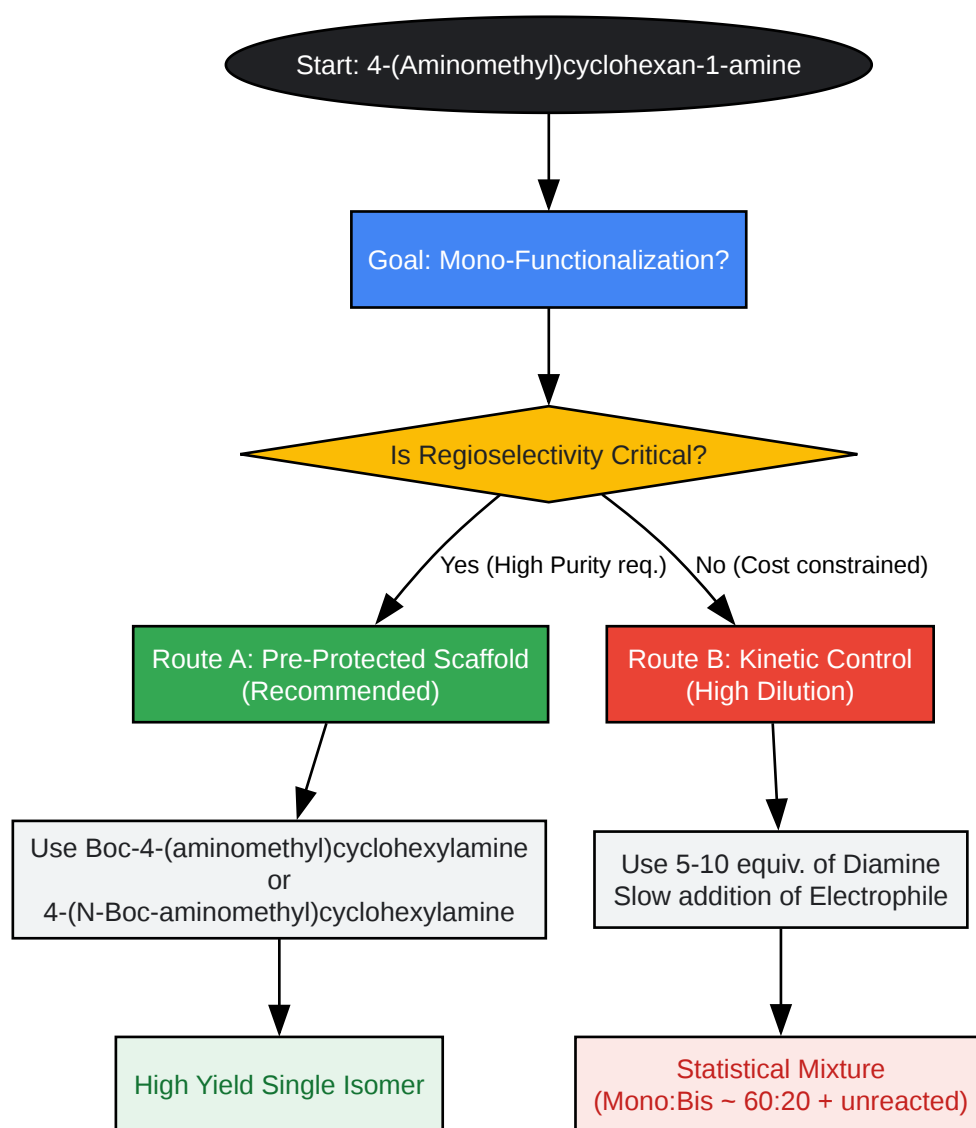 Start: 4-(Aminomethyl)cyclohexan-1-amine
Goal: Mono-Functionalization?
Is Regioselectivity Critical?
Yes (High Purity req.)
No (Cost constrained)
Route A: Pre-Protected Scaffold
(Recommended)
Route B: Kinetic Control
(High Dilution)
Use Boc-4-(aminomethyl)cyclohexylamine
or
4-(N-Boc-aminomethyl)cyclohexylamine
Use 5-10 equiv. of Diamine
Slow addition of Electrophile
High Yield Single Isomer
Statistical Mixture
(Mono:Bis ~ 60:20 + unreacted)